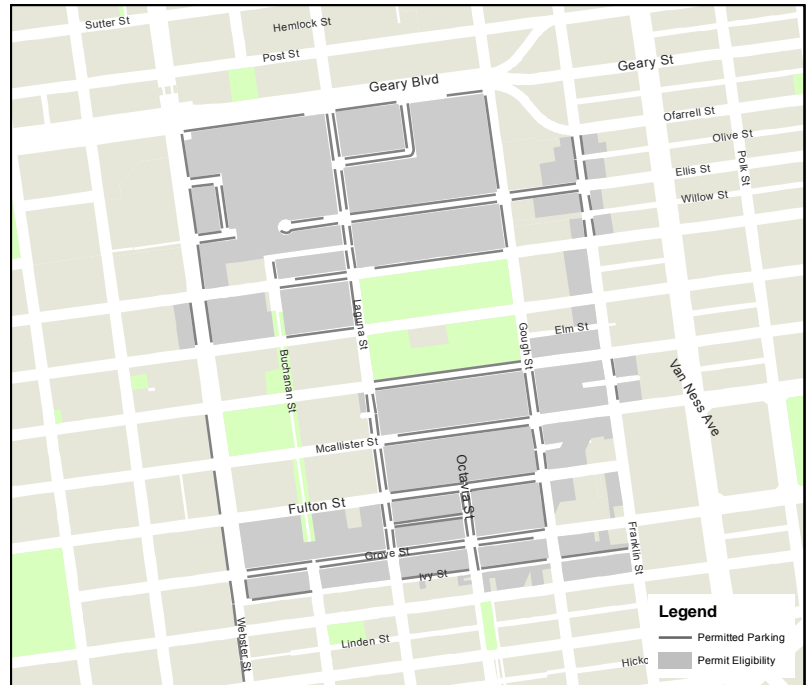 Sutter St
Hemlock St
Post St
Geary Blvd
Geary St
Ofarrell St
Olive St
Polk St
Ellis St
Willow St
Laguna St
Gough St
Elm St
Buchanan St
Van Ness Ave
Mcallister St
Octavia St
Fulton St
Grove St
Franklin St
Ivy St
Webster St
Linden St
Legend
Permitted Parking
Permit Eligibility